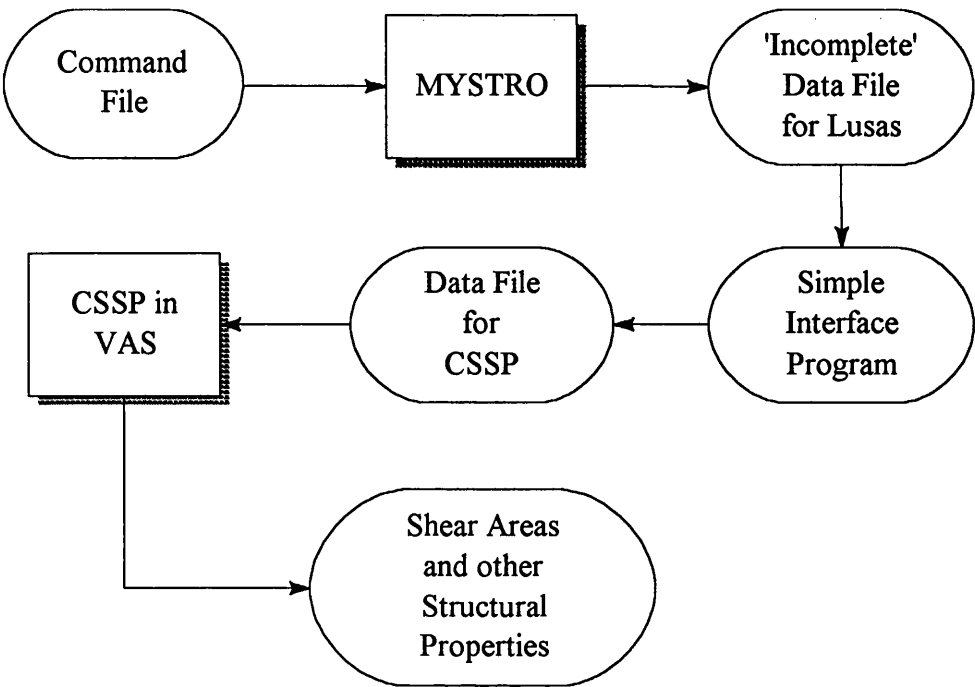 Command
File
MYSTRO
'Incomplete'
Data File
for Lusas
Simple
Interface
Program
Data File
for
CSSP
CSSP in
VAS
Shear Areas
and other
Structural
Properties